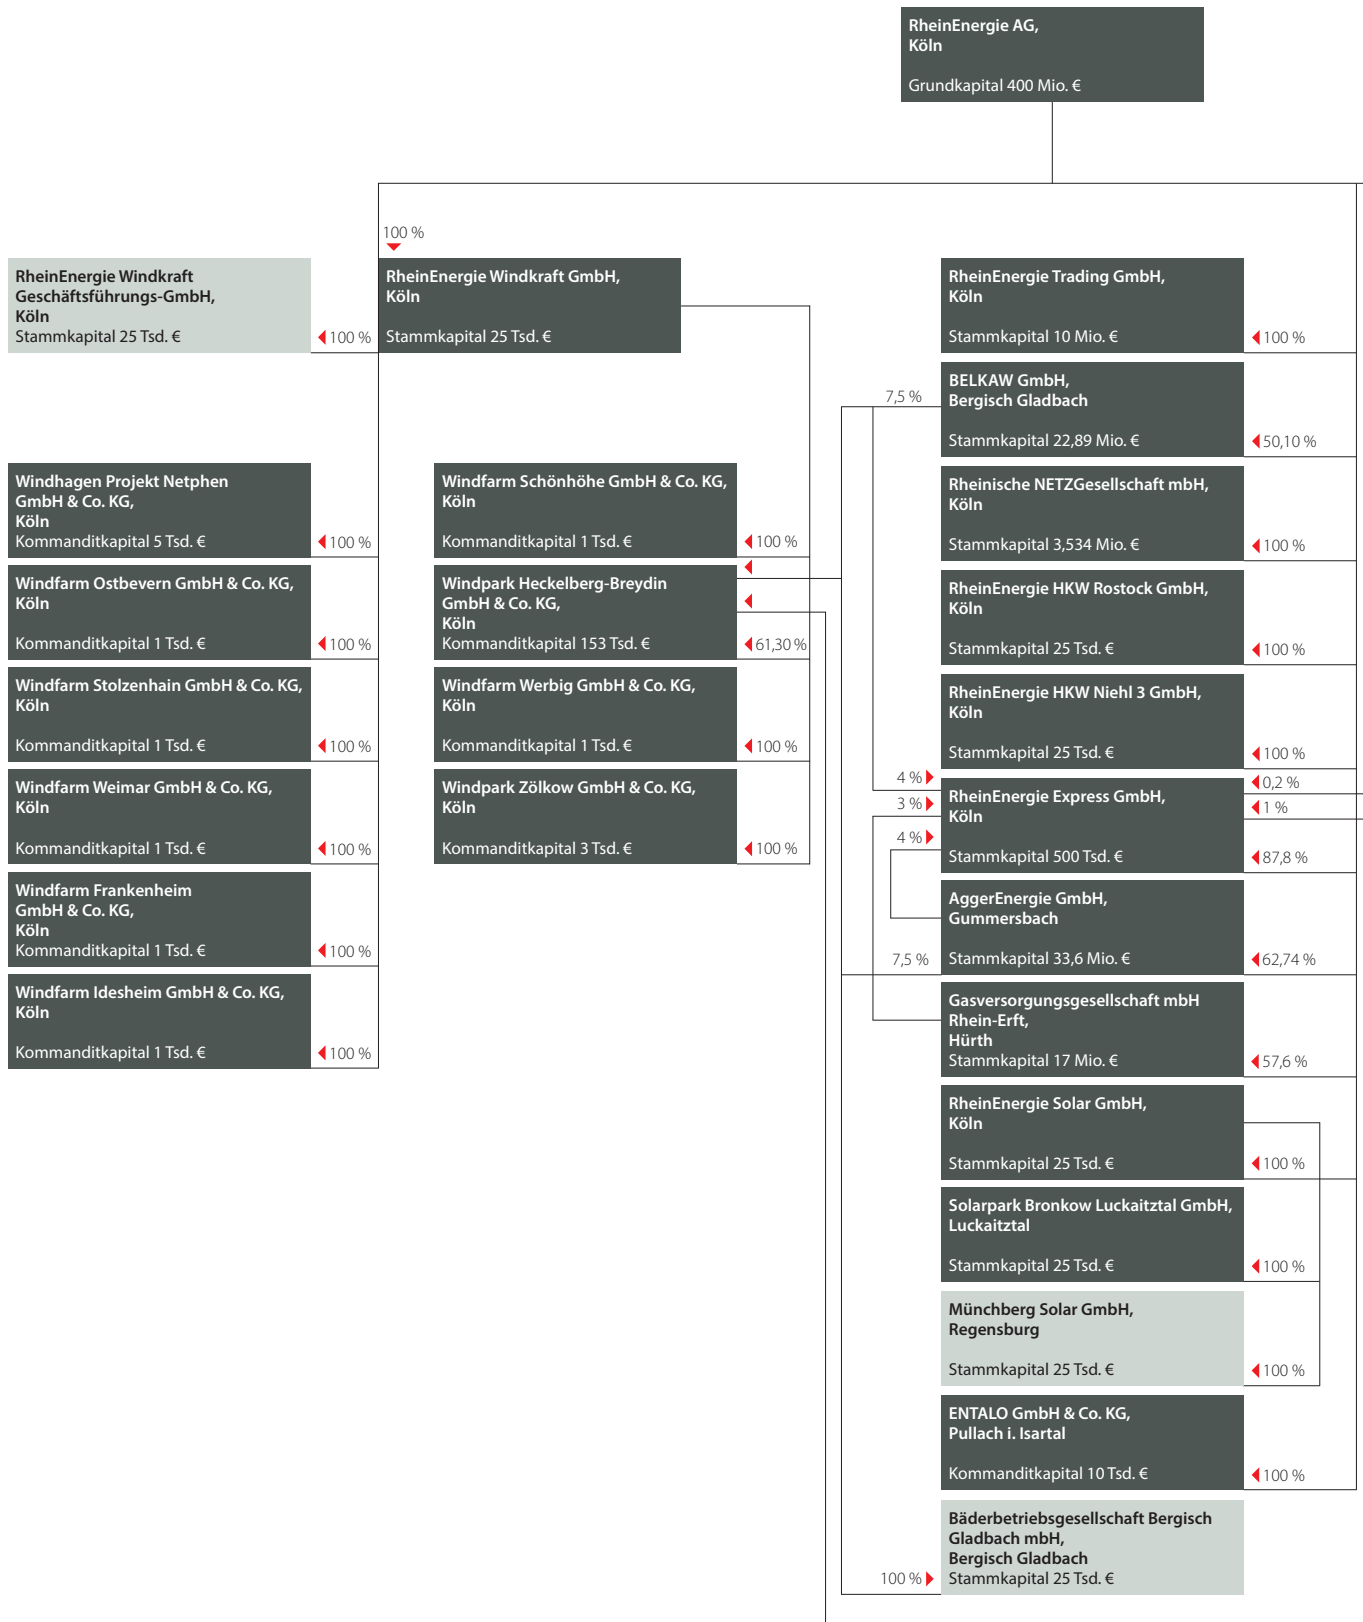 RheinEnergie AG,
Köln
Grundkapital 400 Mio. €
100 %
RheinEnergie Windkraft
Geschäftsführungs-GmbH,
Köln
Stammkapital 25 Tsd. €
100 %
RheinEnergie Windkraft GmbH,
Köln
Stammkapital 25 Tsd. €
Windhagen Projekt Netphen
GmbH & Co. KG,
Köln
Kommanditkapital 5 Tsd. €
100 %
Windfarm Ostbevern GmbH & Co. KG,
Köln
Kommanditkapital 1 Tsd. €
100 %
Windfarm Stolzenhain GmbH & Co. KG,
Köln
Kommanditkapital 1 Tsd. €
100 %
Windfarm Weimar GmbH & Co. KG,
Köln
Kommanditkapital 1 Tsd. €
100 %
Windfarm Frankenheim
GmbH & Co. KG,
Köln
Kommanditkapital 1 Tsd. €
100 %
Windfarm Idesheim GmbH & Co. KG,
Köln
Kommanditkapital 1 Tsd. €
100 %
Windfarm Schönhöhe GmbH & Co. KG,
Köln
Kommanditkapital 1 Tsd. €
100 %
Windpark Heckelberg-Breydin
GmbH & Co. KG,
Köln
Kommanditkapital 153 Tsd. €
61,30 %
Windfarm Werbig GmbH & Co. KG,
Köln
Kommanditkapital 1 Tsd. €
100 %
Windpark Zölkow GmbH & Co. KG,
Köln
Kommanditkapital 3 Tsd. €
100 %
RheinEnergie Trading GmbH,
Köln
Stammkapital 10 Mio. €
100 %
7,5 %
BELKAW GmbH,
Bergisch Gladbach
Stammkapital 22,89 Mio. €
50,10 %
Rheinische NETZGesellschaft mbH,
Köln
Stammkapital 3,534 Mio. €
100 %
RheinEnergie HKW Rostock GmbH,
Köln
Stammkapital 25 Tsd. €
100 %
RheinEnergie HKW Niehl 3 GmbH,
Köln
Stammkapital 25 Tsd. €
100 %
4 %
3 %
4 %
RheinEnergie Express GmbH,
Köln
Stammkapital 500 Tsd. €
0,2 %
1 %
87,8 %
AggerEnergie GmbH,
Gummersbach
7,5 %
Stammkapital 33,6 Mio. €
62,74 %
Gasversorgungsgesellschaft mbH
Rhein-Erft,
Hürth
Stammkapital 17 Mio. €
57,6 %
RheinEnergie Solar GmbH,
Köln
Stammkapital 25 Tsd. €
100 %
Solarpark Bronkow Luckaitztal GmbH,
Luckaitztal
Stammkapital 25 Tsd. €
100 %
Münchberg Solar GmbH,
Regensburg
Stammkapital 25 Tsd. €
100 %
ENTALO GmbH & Co. KG,
Pullach i. Isartal
Kommanditkapital 10 Tsd. €
100 %
Bäderbetriebsgesellschaft Bergisch
Gladbach mbH,
Bergisch Gladbach
100 %
Stammkapital 25 Tsd. €